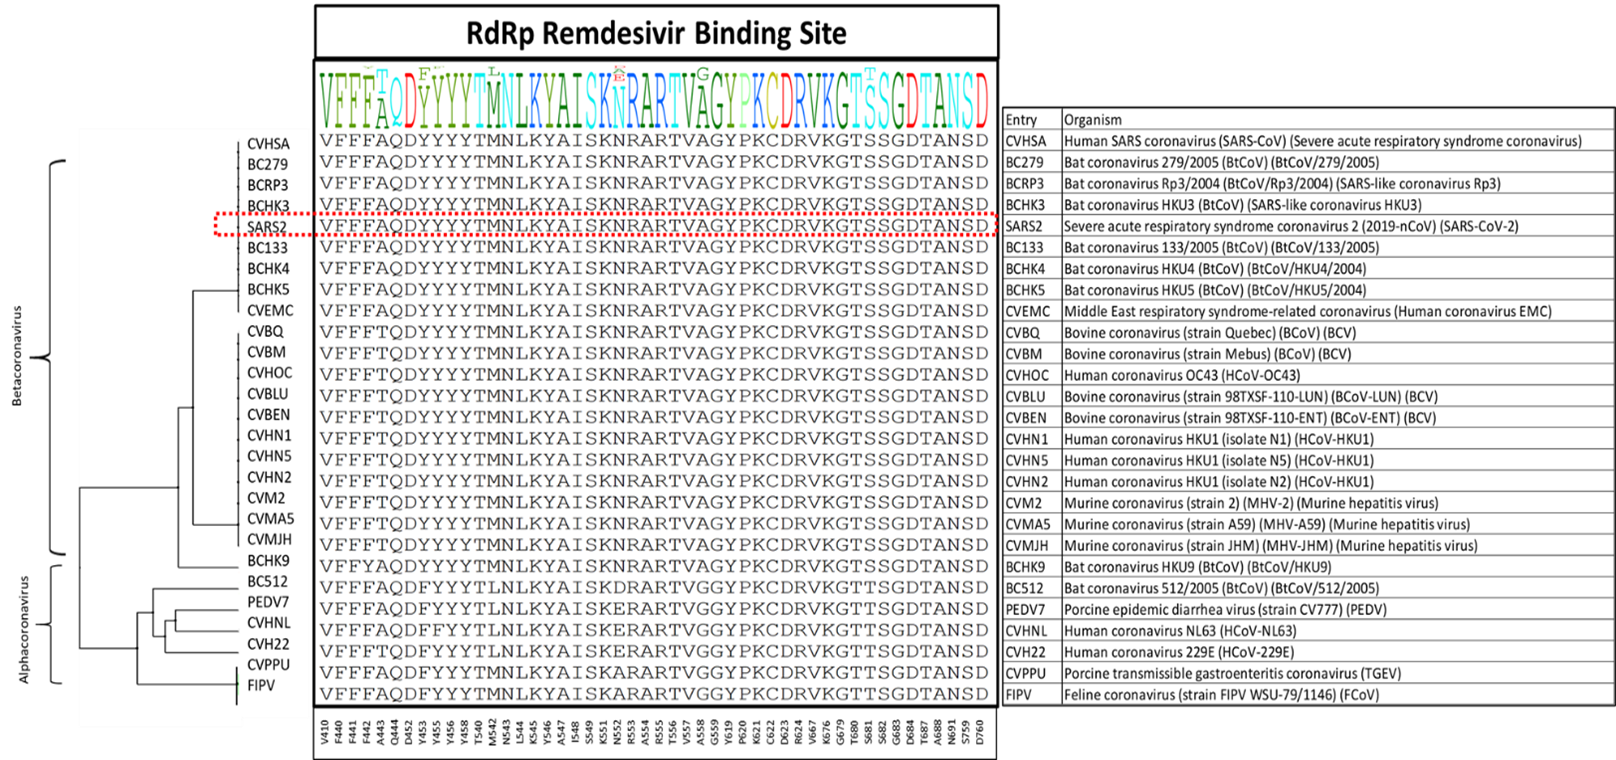 RdRp Remdesivir Binding Site
Betacoronavirus
Alphacoronavirus
CVHSA VFFFAQDYYYYTMNLKYAISKNRARTVAGYPKCDRVKGTSSGDTANSD
BC279 VFFFAQDYYYYTMNLKYAISKNRARTVAGYPKCDRVKGTSSGDTANSD
BCRP3 VFFFAQDYYYYTMNLKYAISKNRARTVAGYPKCDRVKGTSSGDTANSD
BCHK3 VFFFAQDYYYYTMNLKYAISKNRARTVAGYPKCDRVKGTSSGDTANSD
SARS2 VFFFAQDYYYYTMNLKYAISKNRARTVAGYPKCDRVKGTSSGDTANSD
BC133 VFFFAQDYYYYTMNLKYAISKNRARTVAGYPKCDRVKGTSSGDTANSD
BCHK4 VFFFAQDYYYYTMNLKYAISKNRARTVAGYPKCDRVKGTSSGDTANSD
BCHK5 VFFFAQDYYYYTMNLKYAISKNRARTVAGYPKCDRVKGTSSGDTANSD
CVEMC VFFFAQDYYYYTMNLKYAISKNRARTVAGYPKCDRVKGTSSGDTANSD
CVBQ VFFFTQDYYYYTMNLKYAISKNRARTVAGYPKCDRVKGTSSGDTANSD
CVBM VFFFTQDYYYYTMNLKYAISKNRARTVAGYPKCDRVKGTSSGDTANSD
CVHOC VFFFTQDYYYYTMNLKYAISKNRARTVAGYPKCDRVKGTSSGDTANSD
CVBLU VFFFTQDYYYYTMNLKYAISKNRARTVAGYPKCDRVKGTSSGDTANSD
CVBEN VFFFTQDYYYYTMNLKYAISKNRARTVAGYPKCDRVKGTSSGDTANSD
CVHN1 VFFFTQDYYYYTMNLKYAISKNRARTVAGYPKCDRVKGTSSGDTANSD
CVHN5 VFFFTQDYYYYTMNLKYAISKNRARTVAGYPKCDRVKGTSSGDTANSD
CVHN2 VFFFTQDYYYYTMNLKYAISKNRARTVAGYPKCDRVKGTSSGDTANSD
CVM2 VFFFTQDYYYYTMNLKYAISKNRARTVAGYPKCDRVKGTSSGDTANSD
CVMA5 VFFFTQDYYYYTMNLKYAISKNRARTVAGYPKCDRVKGTSSGDTANSD
CVMJH VFFFTQDYYYYTMNLKYAISKNRARTVAGYPKCDRVKGTSSGDTANSD
BCHK9 VFFYAQDYYYYTMNLKYAISKNRARTVAGYPKCDRVKGTSSGDTANSD
BC512 VFFFAQDFYYYTLNLKYAISKDRARTVGGYPKCDRVKGTTSGDTANSD
PEDV7 VFFFAQDFYYYTMNLKYAISKERARTVGGYPKCDRVKGTSSGDTANSD
CVHNL VFFFAQDFFYYTLNLKYAISKERARTVGGYPKCDRVKGTTSGDTANSD
CVH22 VFFFTQDYYYYTLNLKYAISKERARTVGGYPKCDRVKGTTSGDTANSD
CVPPU VFFFAQDFYYYTMNLKYAISKARARTVGGYPKCDRVKGTTSGDTANSD
FIPV VFFFAQDFYYYTMNLKYAISKARARTVGGYPKCDRVKGTTSGDTANSD
V410 F440 F441 F442 A443 Q444 D452 Y453 Y455 Y456 Y458 T540 M542 N543 L544 K545 Y546 A547 I548 S549 K551 N552 R553 A554 R555 T556 V557 A558 G559 Y619 P620 K621 C622 D623 R624 V667 K676 G679 T680 S681 S682 G683 D684 T687 A688 N691 S759 D760
Entry Organism
CVHSA Human SARS coronavirus (SARS-CoV) (Severe acute respiratory syndrome coronavirus)
BC279 Bat coronavirus 279/2005 (BtCoV) (BtCoV/279/2005)
BCRP3 Bat coronavirus Rp3/2004 (BtCoV/Rp3/2004) (SARS-like coronavirus Rp3)
BCHK3 Bat coronavirus HKU3 (BtCoV) (SARS-like coronavirus HKU3)
SARS2 Severe acute respiratory syndrome coronavirus 2 (2019-nCoV) (SARS-CoV-2)
BC133 Bat coronavirus 133/2005 (BtCoV) (BtCoV/133/2005)
BCHK4 Bat coronavirus HKU4 (BtCoV) (BtCoV/HKU4/2004)
BCHK5 Bat coronavirus HKU5 (BtCoV) (BtCoV/HKU5/2004)
CVEMC Middle East respiratory syndrome-related coronavirus (Human coronavirus EMC)
CVBQ Bovine coronavirus (strain Quebec) (BCoV) (BCV)
CVBM Bovine coronavirus (strain Mebus) (BCoV) (BCV)
CVHOC Human coronavirus OC43 (HCoV-OC43)
CVBLU Bovine coronavirus (strain 98TXSF-110-LUN) (BCoV-LUN) (BCV)
CVBEN Bovine coronavirus (strain 98TXSF-110-ENT) (BCoV-ENT) (BCV)
CVHN1 Human coronavirus HKU1 (isolate N1) (HCoV-HKU1)
CVHN5 Human coronavirus HKU1 (isolate N5) (HCoV-HKU1)
CVHN2 Human coronavirus HKU1 (isolate N2) (HCoV-HKU1)
CVM2 Murine coronavirus (strain 2) (MHV-2) (Murine hepatitis virus)
CVMA5 Murine coronavirus (strain A59) (MHV-A59) (Murine hepatitis virus)
CVMJH Murine coronavirus (strain JHM) (MHV-JHM) (Murine hepatitis virus)
BCHK9 Bat coronavirus HKU9 (BtCoV) (BtCoV/HKU9)
BC512 Bat coronavirus 512/2005 (BtCoV) (BtCoV/512/2005)
PEDV7 Porcine epidemic diarrhea virus (strain CV777) (PEDV)
CVHNL Human coronavirus NL63 (HCoV-NL63)
CVH22 Human coronavirus 229E (HCoV-229E)
CVPPU Porcine transmissible gastroenteritis coronavirus (TGEV)
FIPV Feline coronavirus (strain FIPV WSU-79/1146) (FCoV)